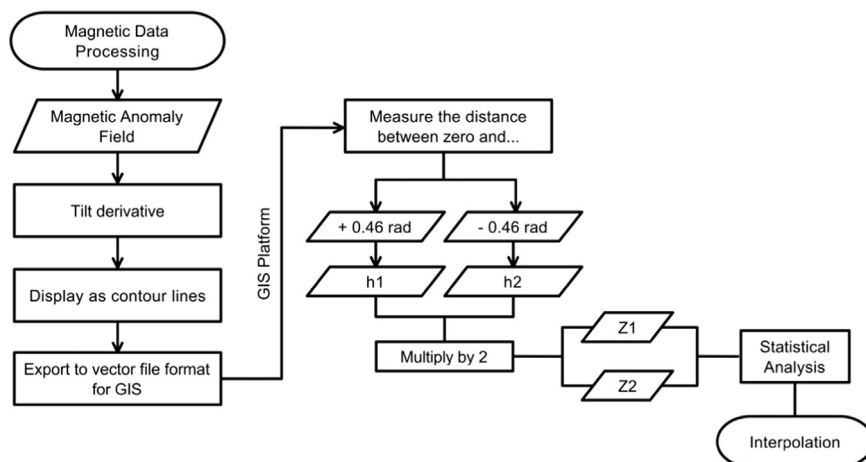 Magnetic Data
Processing
Magnetic Anomaly
Field
Tilt derivative
Display as contour lines
Export to vector file format
for GIS
GIS Platform
Measure the distance
between zero and...
+ 0.46 rad
- 0.46 rad
h1
h2
Multiply by 2
Z1
Z2
Statistical
Analysis
Interpolation